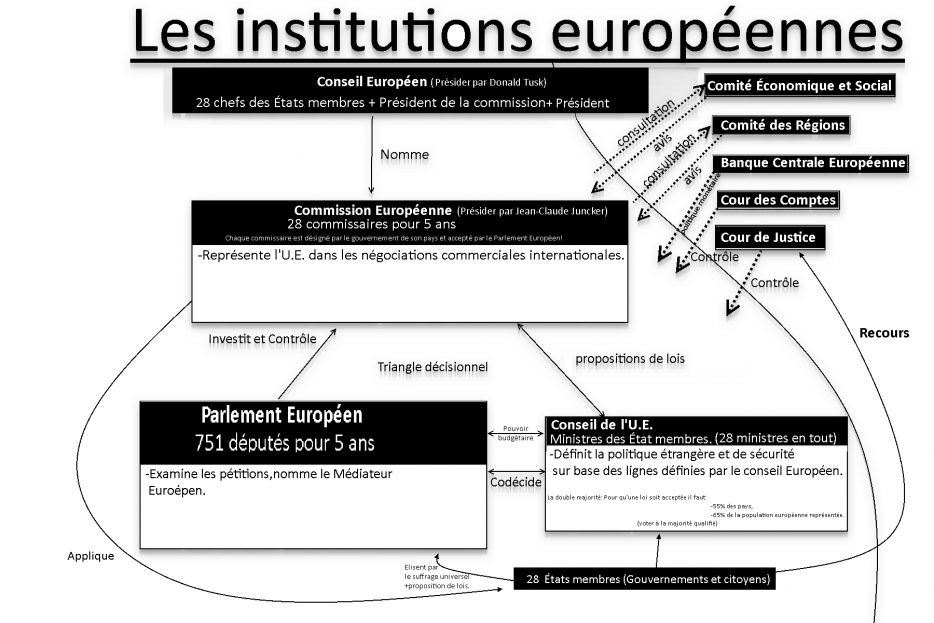 Les institutions européennes
Conseil Européen (Présider par Donald Tusk)
28 chefs des États membres + Président de la commission+ Président
Comité Économique et Social
consultation
avis
Comité des Régions
consultation
avis
Banque Centrale Européenne
politique monétaire
Cour des Comptes
Contrôle
Cour de Justice
Contrôle
Nomme
Commission Européenne (Présider par Jean-Claude Juncker)
28 commissaires pour 5 ans
Chaque commissaire est désigné par le gouvernement de son pays et accepté par le Parlement Européen!
-Représente l'U.E. dans les négociations commerciales internationales.
Recours
Investit et Contrôle
Triangle décisionnel
propositions de lois
Parlement Européen
751 députés pour 5 ans
-Examine les pétitions,nomme le Médiateur
Euroépen.
Pouvoir
budgétaire
Codécide
Conseil de l'U.E.
Ministres des État membres. (28 ministres en tout)
-Définit la politique étrangère et de sécurité
sur base des lignes définies par le conseil Européen.
La double majorité: Pour qu'une loi soit acceptée il faut:
-55% des pays,
-65% de la population européenne représentée.
(voter à la majorité qualifié)
Applique
Elisent par
le suffrage universel
+proposition de lois.
28 États membres (Gouvernements et citoyens)